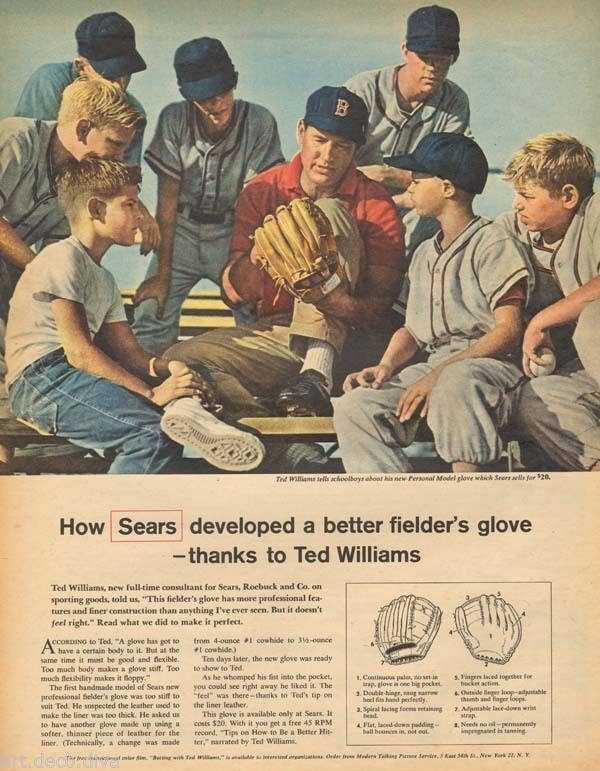 B
Ted Williams tells schoolboys about his new Personal Model glove which Sears sells for $20.
How Sears developed a better fielder's glove
—thanks to Ted Williams
Ted Williams, new full-time consultant for Sears, Roebuck and Co. on
sporting goods, told us, "This fielder's glove has more professional fea-
tures and finer construction than anything I've ever seen. But it doesn't
feel right." Read what we did to make it perfect.
ACCORDING to Ted, "A glove has got to
have a certain body to it. But at the
same time it must be good and flexible.
Too much body makes a glove stiff. Too
much flexibility makes it floppy."
The first handmade model of Sears new
professional fielder's glove was too stiff to
suit Ted. He suspected the leather used to
make the liner was too thick. He asked us
to have another glove made up using a
softer, thinner piece of leather for the
liner. (Technically, a change was made
from 4-ounce #1 cowhide to 3½-ounce
#1 cowhide.)
Ten days later, the new glove was ready
to show to Ted.
As he whomped his fist into the pocket,
you could see right away he liked it. The
"feel" was there—thanks to Ted's tip on
the liner leather.
This glove is available only at Sears. It
costs $20. With it you get a free 45 RPM
record, "Tips on How to Be a Better Hit-
ter," narrated by Ted Williams.
1. Continuous palm, no set-in
trap, glove is one big pocket.
2. Double-hinge, snug narrow
heel fits hand perfectly.
3. Spiral lacing forms retaining
bead.
4. Flat, laced-down padding—
ball bounces in, not out.
5. Fingers laced together for
bucket action.
6. Outside finger loop—adjustable
thumb and finger loops.
7. Adjustable lace-down wrist
strap.
8. Needs no oil—permanently
impregnated in tanning.
The free instructional color film, "Batting with Ted Williams," is available to interested organizations. Order from Modern Talking Picture Service, 3 East 54th St., New York 22, N. Y.
art.deco.diva